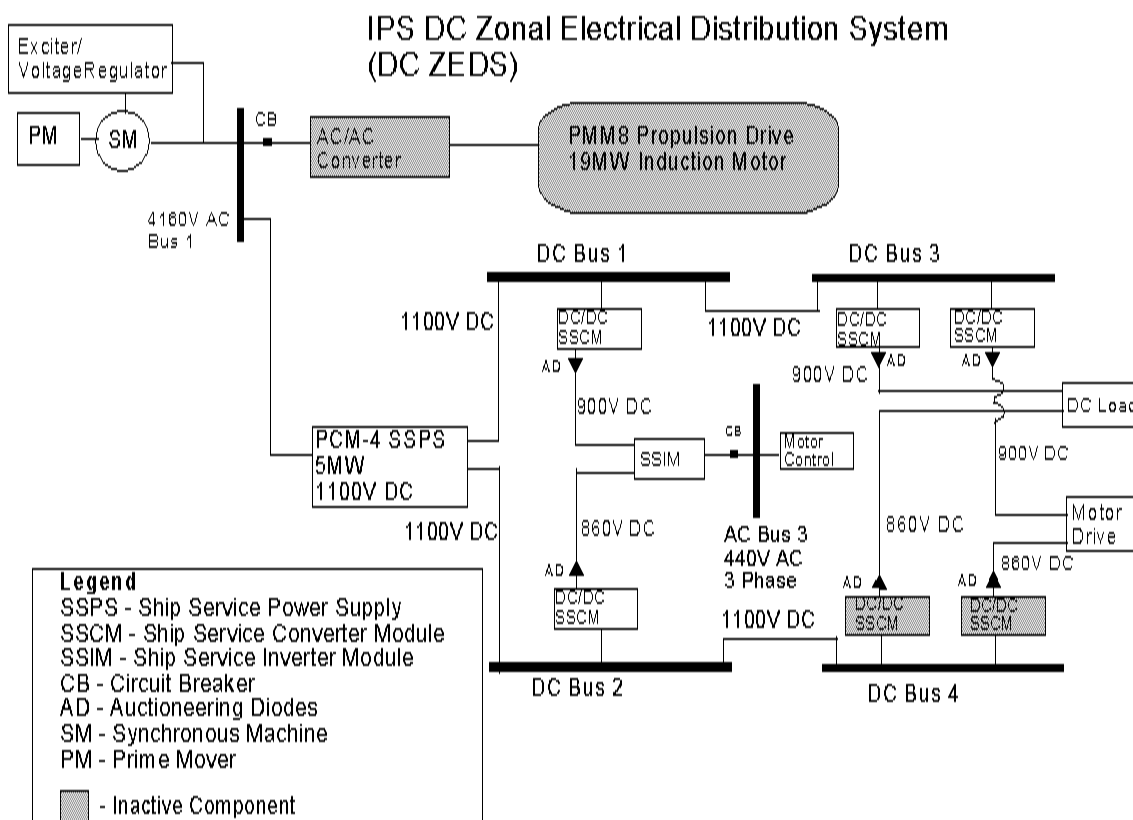 IPS DC Zonal Electrical Distribution System
(DC ZEDS)
Exciter/
VoltageRegulator
PM
SM
CB
AC/AC
Converter
PMM8 Propulsion Drive
19MW Induction Motor
4160V AC
Bus 1
DC Bus 1
DC Bus 3
1100V DC
DC/DC
SSCM
1100V DC
DC/DC
SSCM
DC/DC
SSCM
AD
AD
AD
900V DC
900V DC
DC Load
PCM-4 SSPS
5MW
1100V DC
SSIM
CB
Motor
Control
900V DC
1100V DC
860V DC
AC Bus 3
440V AC
3 Phase
860V DC
Motor
Drive
860V DC
AD
AD
AD
DC/DC
SSCM
1100V DC
DC/DC
SSCM
DC/DC
SSCM
DC Bus 2
DC Bus 4
Legend
SSPS - Ship Service Power Supply
SSCM - Ship Service Converter Module
SSIM - Ship Service Inverter Module
CB - Circuit Breaker
AD - Auctioneering Diodes
SM - Synchronous Machine
PM - Prime Mover
- Inactive Component